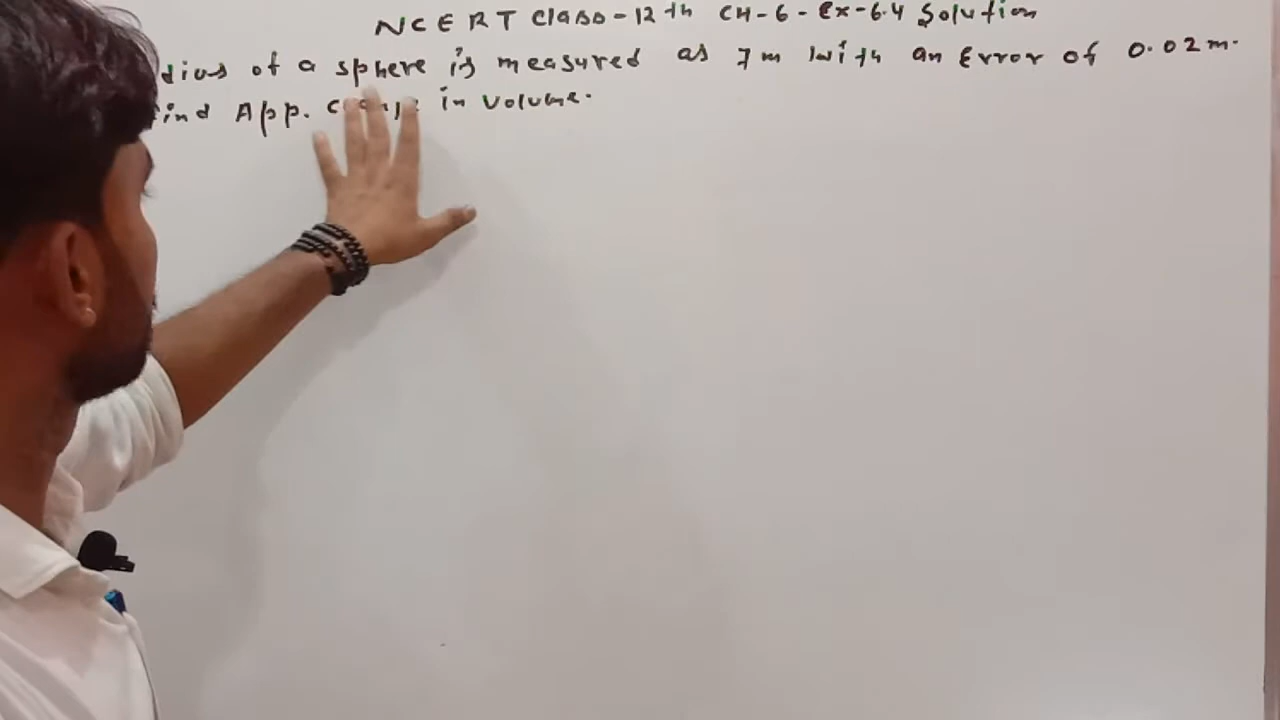 NCERT Class-12th CH-6-Ex-6.4 Solution
dius of a sphere is measured as 7m with an Error of 0.02m.
ind App. in volume.